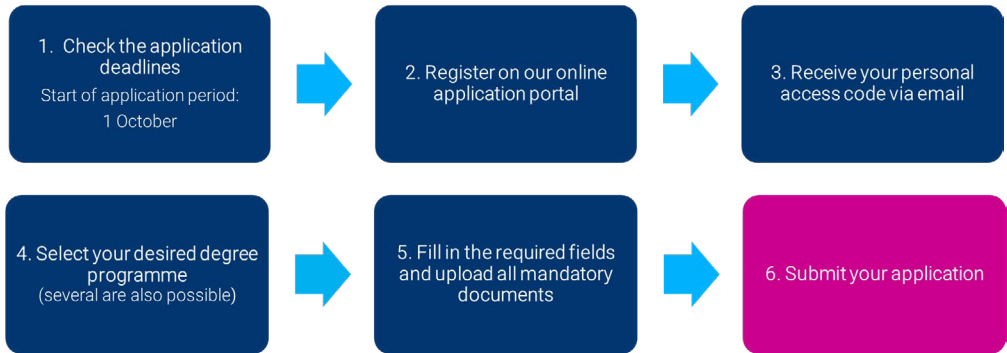 1. Check the application
deadlines
Start of application period:
1 October
2. Register on our online
application portal
3. Receive your personal
access code via email
4. Select your desired degree
programme
(several are also possible)
5. Fill in the required fields
and upload all mandatory
documents
6. Submit your application